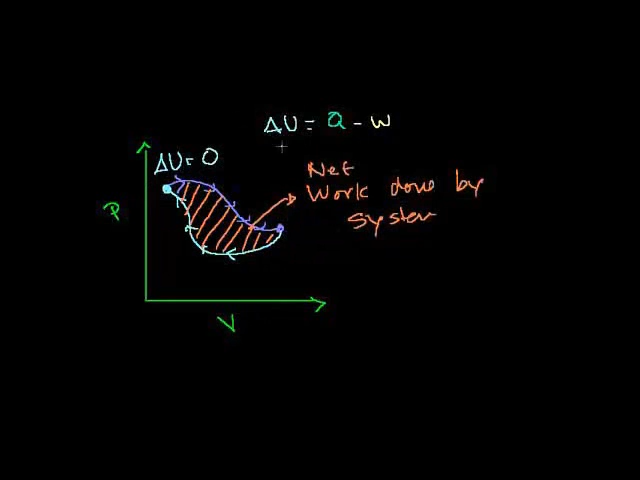 ΔU = Q - W
ΔU = 0
Net
Work done by
system
P
V